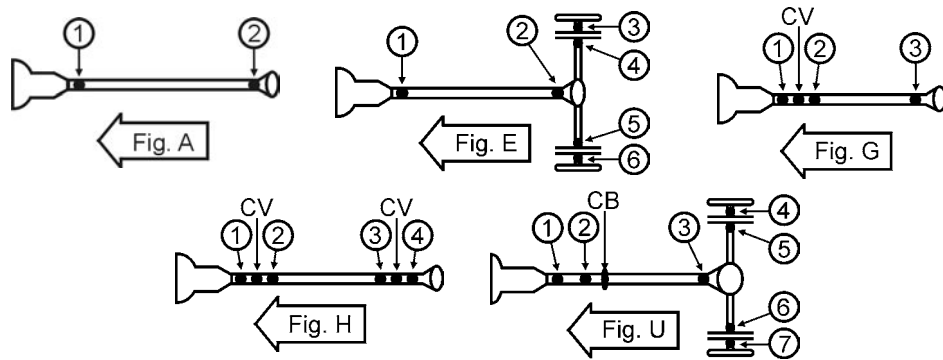 1 2
Fig. A
1 2 3 4 5 6
Fig. E
CV
1 2 3
Fig. G
CV CV
1 2 3 4
Fig. H
CB
1 2 3 4 5 6 7
Fig. U